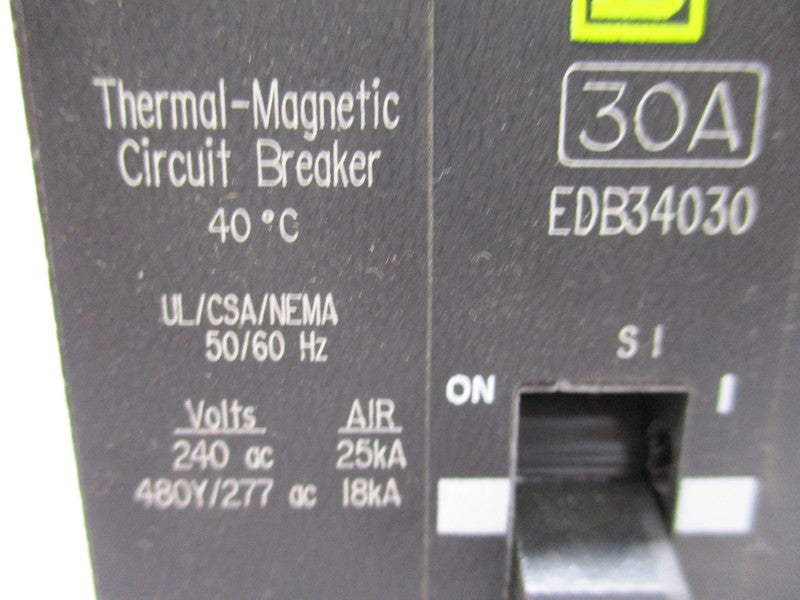 Thermal-Magnetic
Circuit Breaker
40 °C
UL/CSA/NEMA
50/60 Hz
Volts AIR
240 ac 25kA
480Y/277 ac 18kA
30A
EDB34030
S I
ON I